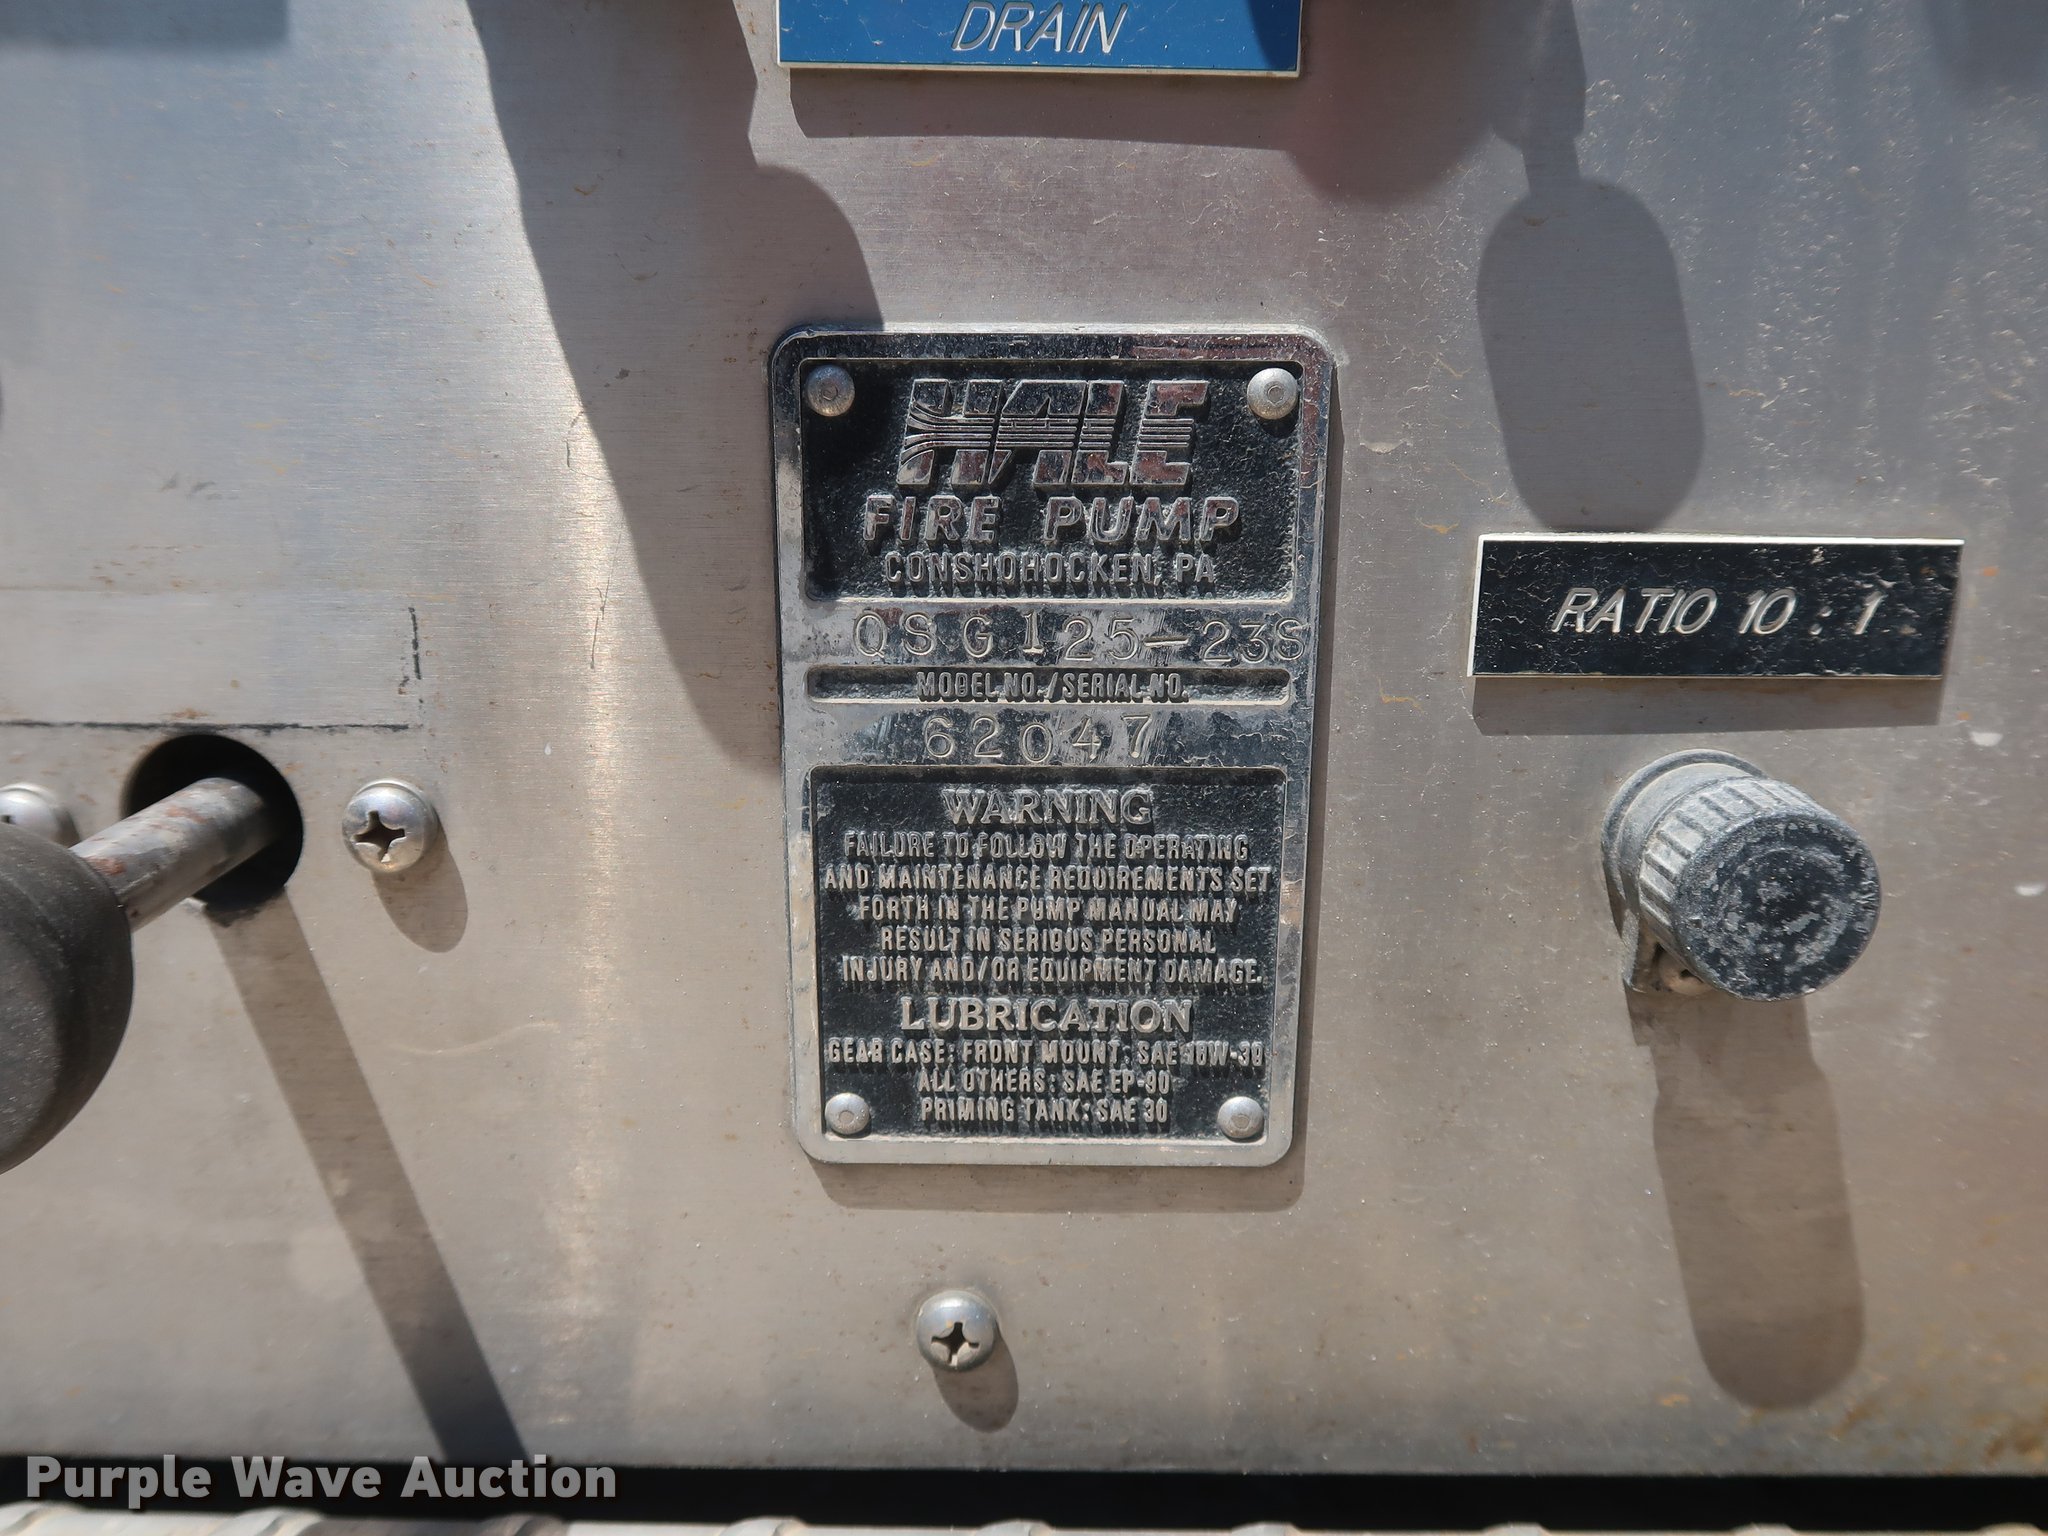 DRAIN
HALE
FIRE PUMP
CONSHOHOCKEN, PA
QSG125-23S
MODEL NO./SERIAL NO.
62047
WARNING
FAILURE TO FOLLOW THE OPERATING
AND MAINTENANCE REQUIREMENTS SET
FORTH IN THE PUMP MANUAL MAY
RESULT IN SERIOUS PERSONAL
INJURY AND/OR EQUIPMENT DAMAGE.
LUBRICATION
GEAR CASE: FRONT MOUNT: SAE 10W-30
ALL OTHERS: SAE EP-90
PRIMING TANK: SAE 30
RATIO 10 : 1
Purple Wave Auction